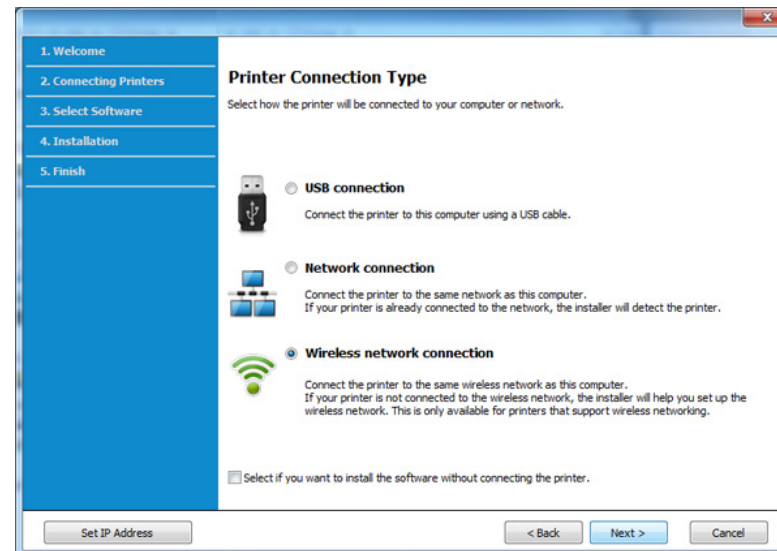 1. Welcome
2. Connecting Printers
3. Select Software
4. Installation
5. Finish
Printer Connection Type
Select how the printer will be connected to your computer or network.
USB connection
Connect the printer to this computer using a USB cable.
Network connection
Connect the printer to the same network as this computer.
If your printer is already connected to the network, the installer will detect the printer.
Wireless network connection
Connect the printer to the same wireless network as this computer.
If your printer is not connected to the wireless network, the installer will help you set up the
wireless network. This is only available for printers that support wireless networking.
Select if you want to install the software without connecting the printer.
Set IP Address
< Back
Next >
Cancel